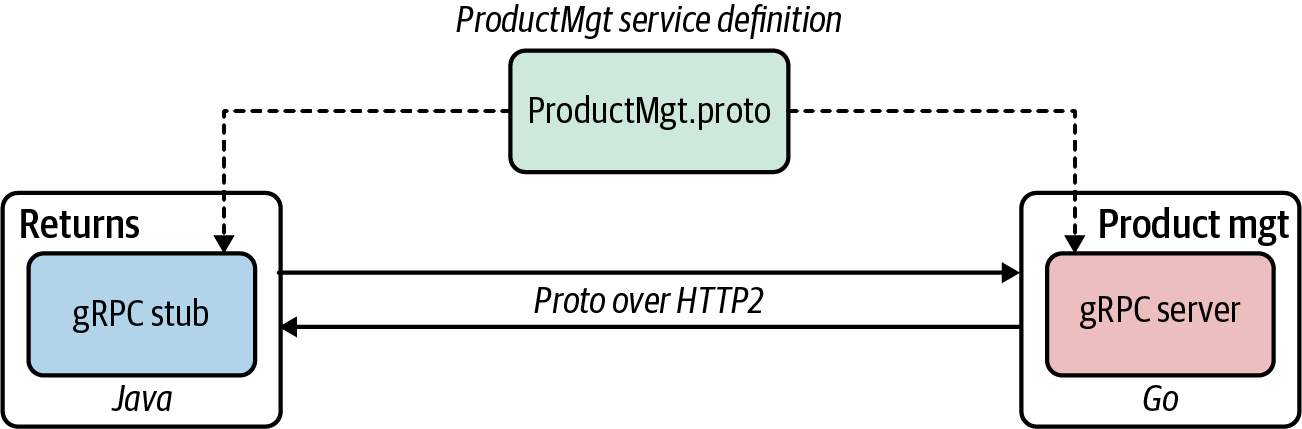 ProductMgt service definition
ProductMgt.proto
Returns
Product mgt
gRPC stub
Proto over HTTP2
gRPC server
Java
Go